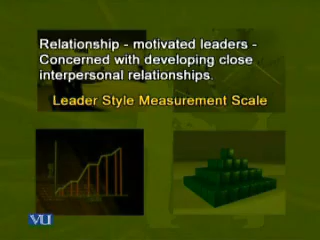 Relationship - motivated leaders -
Concerned with developing close
interpersonal relationships.
Leader Style Measurement Scale
VU